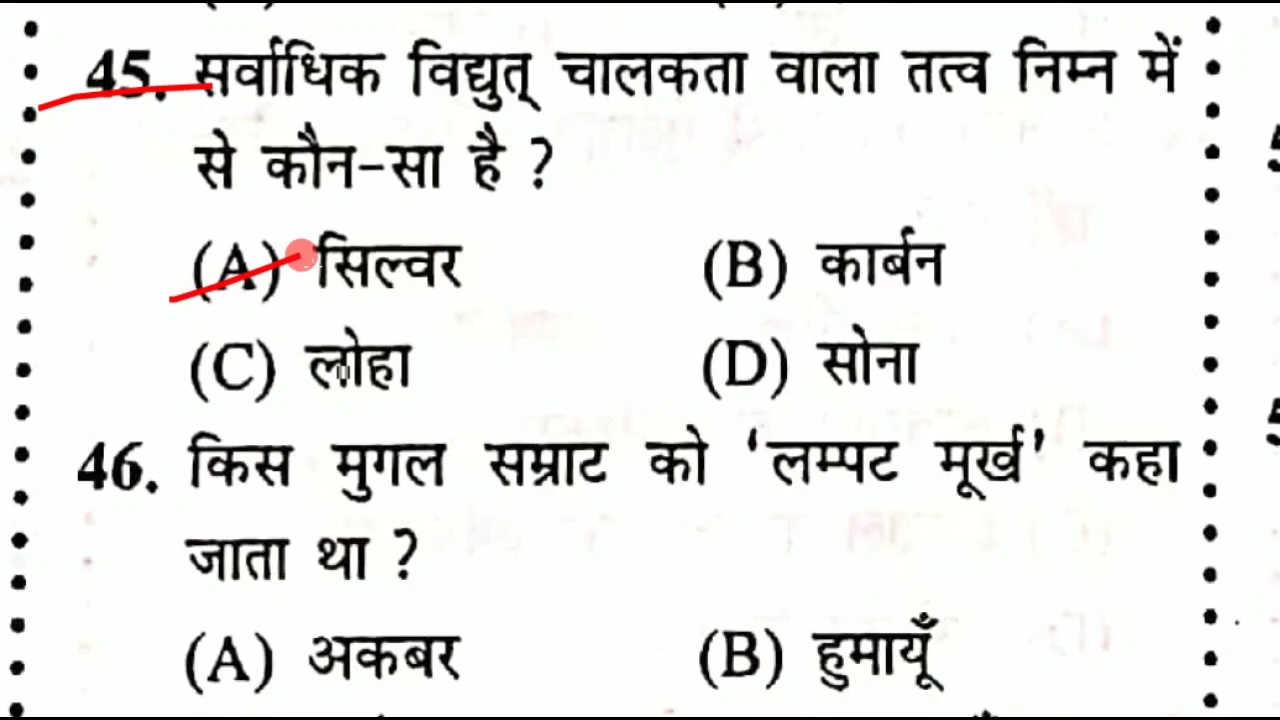 45. सर्वाधिक विद्युत् चालकता वाला तत्व निम्न में
से कौन-सा है ?
(A) सिल्वर (B) कार्बन
(C) लोहा (D) सोना
46. किस मुगल सम्राट को 'लम्पट मूर्ख' कहा
जाता था ?
(A) अकबर (B) हुमायूँ